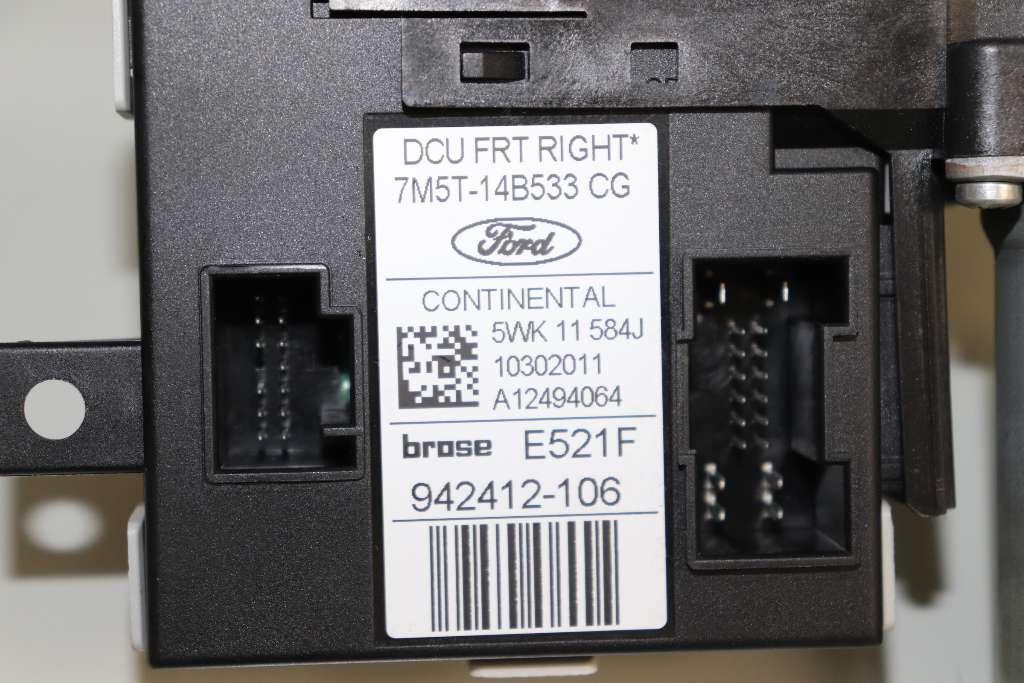 DCU FRT RIGHT*
7M5T-14B533 CG
Ford
CONTINENTAL
5WK 11 584J
10302011
A12494064
brose E521F
942412-106